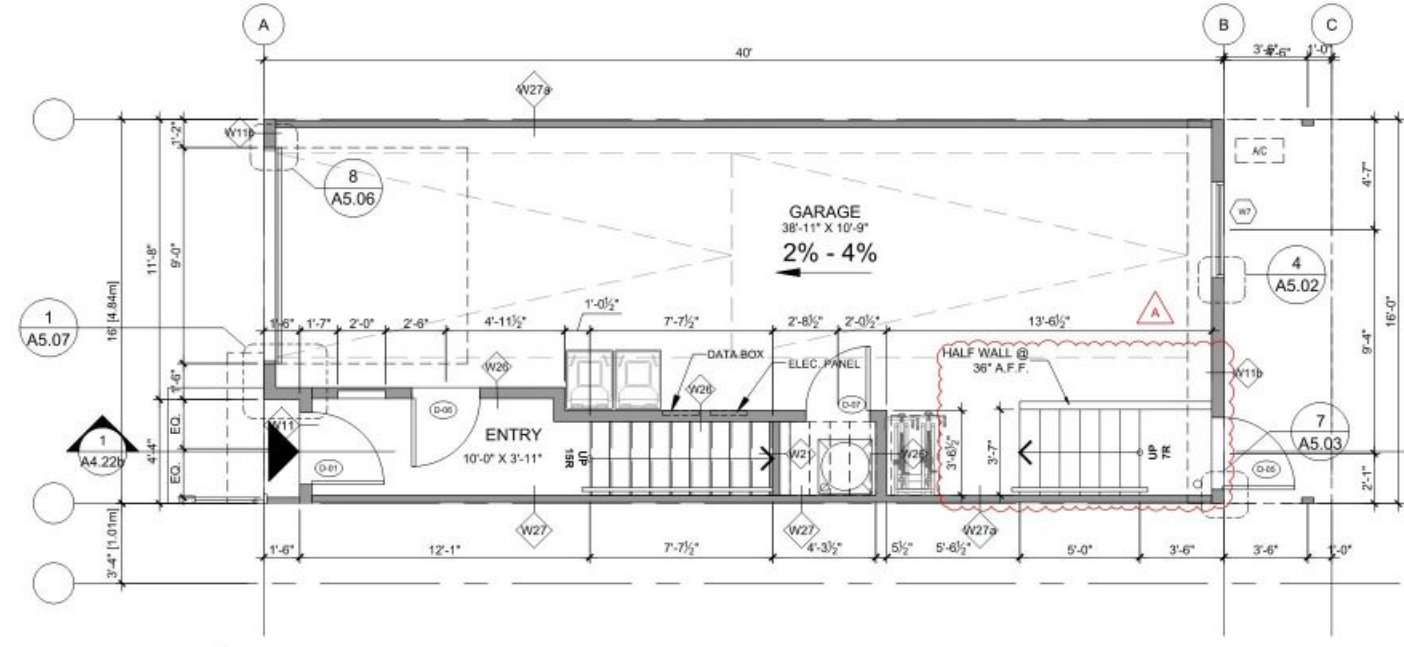 A
B
C
40'
3'-6"
1'-0"
W27a
W11b
1'-2"
8
A5.06
A/C
4'-7"
W7
GARAGE
38'-11" X 10'-9"
2% - 4%
11'-8"
9'-0"
16' [4.84m]
4
A5.02
16'-0"
1
A5.07
1'-6"
1'-7"
2'-0"
2'-6"
4'-11½"
1'-0½"
7'-7½"
2'-8½"
2'-0½"
13'-6½"
A
9'-4"
DATA BOX
ELEC. PANEL
HALF WALL @
36" A.F.F.
W26
W26
W11b
1'-6"
D-07
EQ.
EQ.
4'-4"
W11
1
A4.22b
D-01
ENTRY
10'-0" X 3'-11"
UP
15R
W21
W26
3'-6½"
3'-7"
UP
7R
7
A5.03
D-05
2'-1"
W27
W27
W27a
3'-4" [1.01m]
1'-6"
12'-1"
7'-7½"
4'-3½"
5½"
5'-6½"
5'-0"
3'-6"
3'-6"
1'-0"